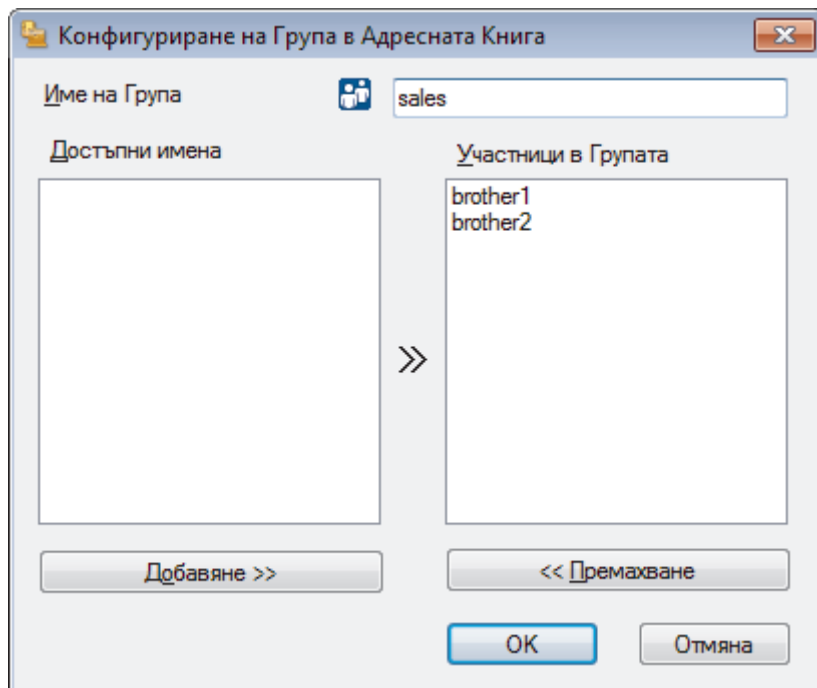 Конфигуриране на Група в Адресната Книга
Име на Група
sales
Достъпни имена
Участници в Групата
brother1
brother2
Добавяне >>
<< Премахване
OK
Отмяна